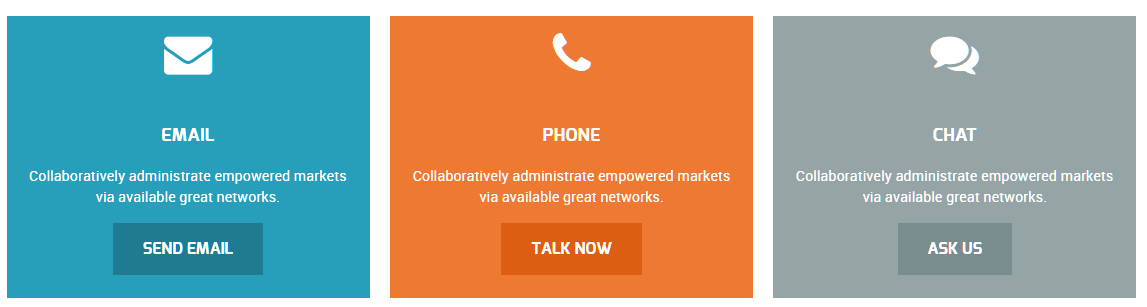 EMAIL
Collaboratively administrate empowered markets
via available great networks.
SEND EMAIL
PHONE
Collaboratively administrate empowered markets
via available great networks.
TALK NOW
CHAT
Collaboratively administrate empowered markets
via available great networks.
ASK US